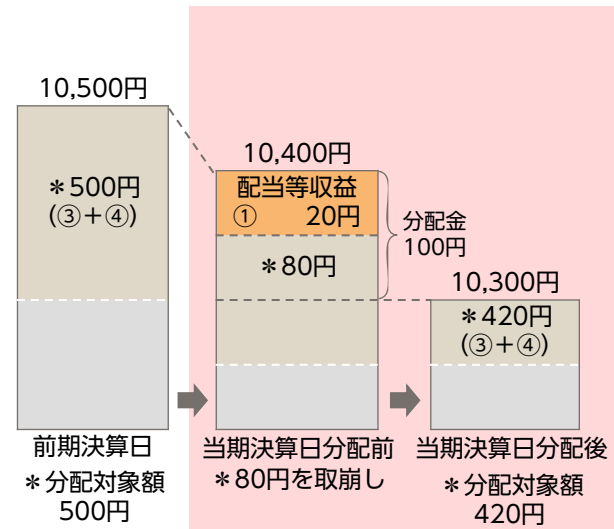 10,500円
＊500円
(③＋④)
前期決算日
＊分配対象額
500円
10,400円
配当等収益
① 20円
＊80円
分配金
100円
当期決算日分配前
＊80円を取崩し
10,300円
＊420円
(③＋④)
当期決算日分配後
＊分配対象額
420円